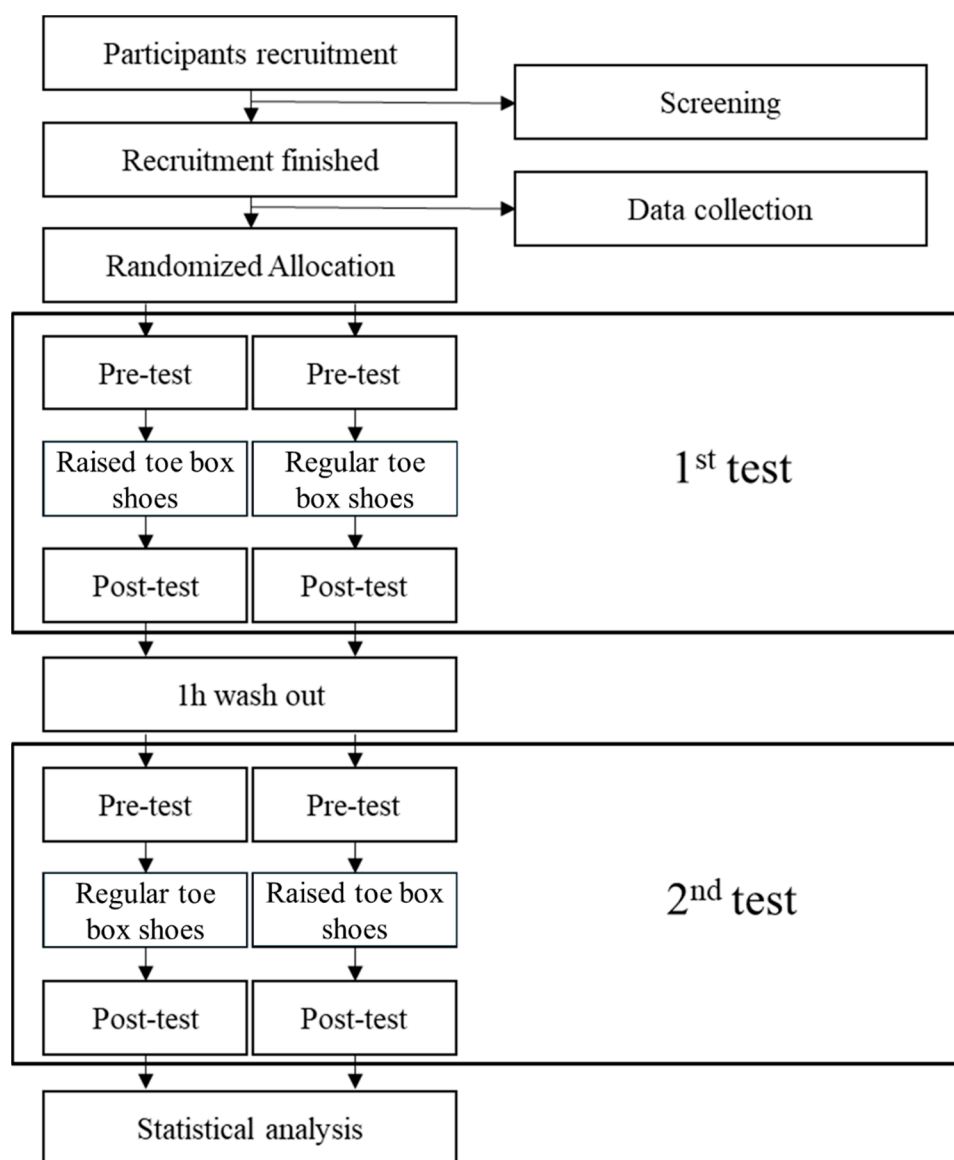 Participants recruitment
Screening
Recruitment finished
Data collection
Randomized Allocation
Pre-test
Pre-test
Raised toe box
shoes
Regular toe
box shoes
1st test
Post-test
Post-test
1h wash out
Pre-test
Pre-test
Regular toe
box shoes
Raised toe box
shoes
2nd test
Post-test
Post-test
Statistical analysis